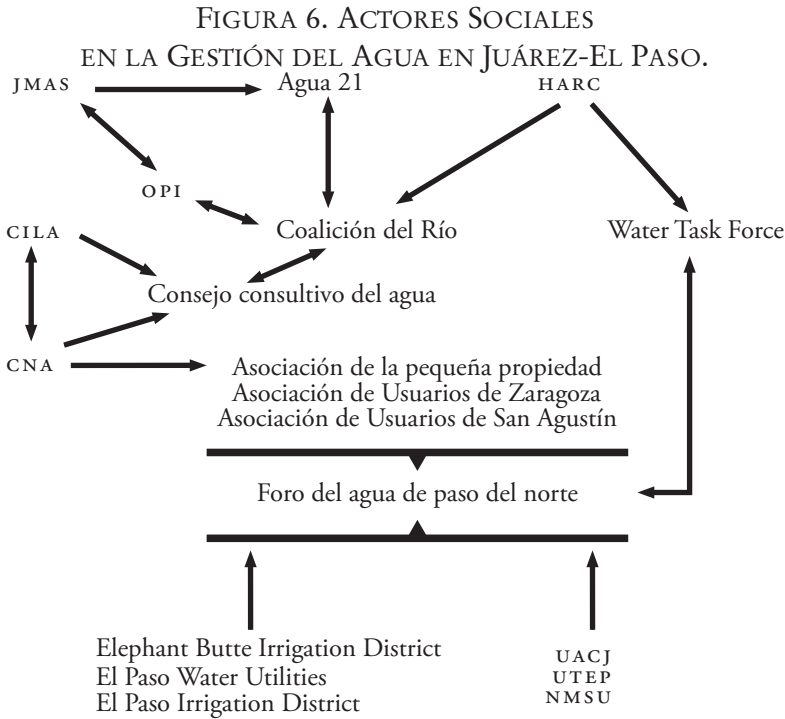 FIGURA 6. ACTORES SOCIALES
EN LA GESTIÓN DEL AGUA EN JUÁREZ-EL PASO.
JMAS
Agua 21
HARC
OPI
CILA
Coalición del Río
Water Task Force
Consejo consultivo del agua
CNA
Asociación de la pequeña propiedad
Asociación de Usuarios de Zaragoza
Asociación de Usuarios de San Agustín
Foro del agua de paso del norte
Elephant Butte Irrigation District
El Paso Water Utilities
El Paso Irrigation District
UACJ
UTEP
NMSU